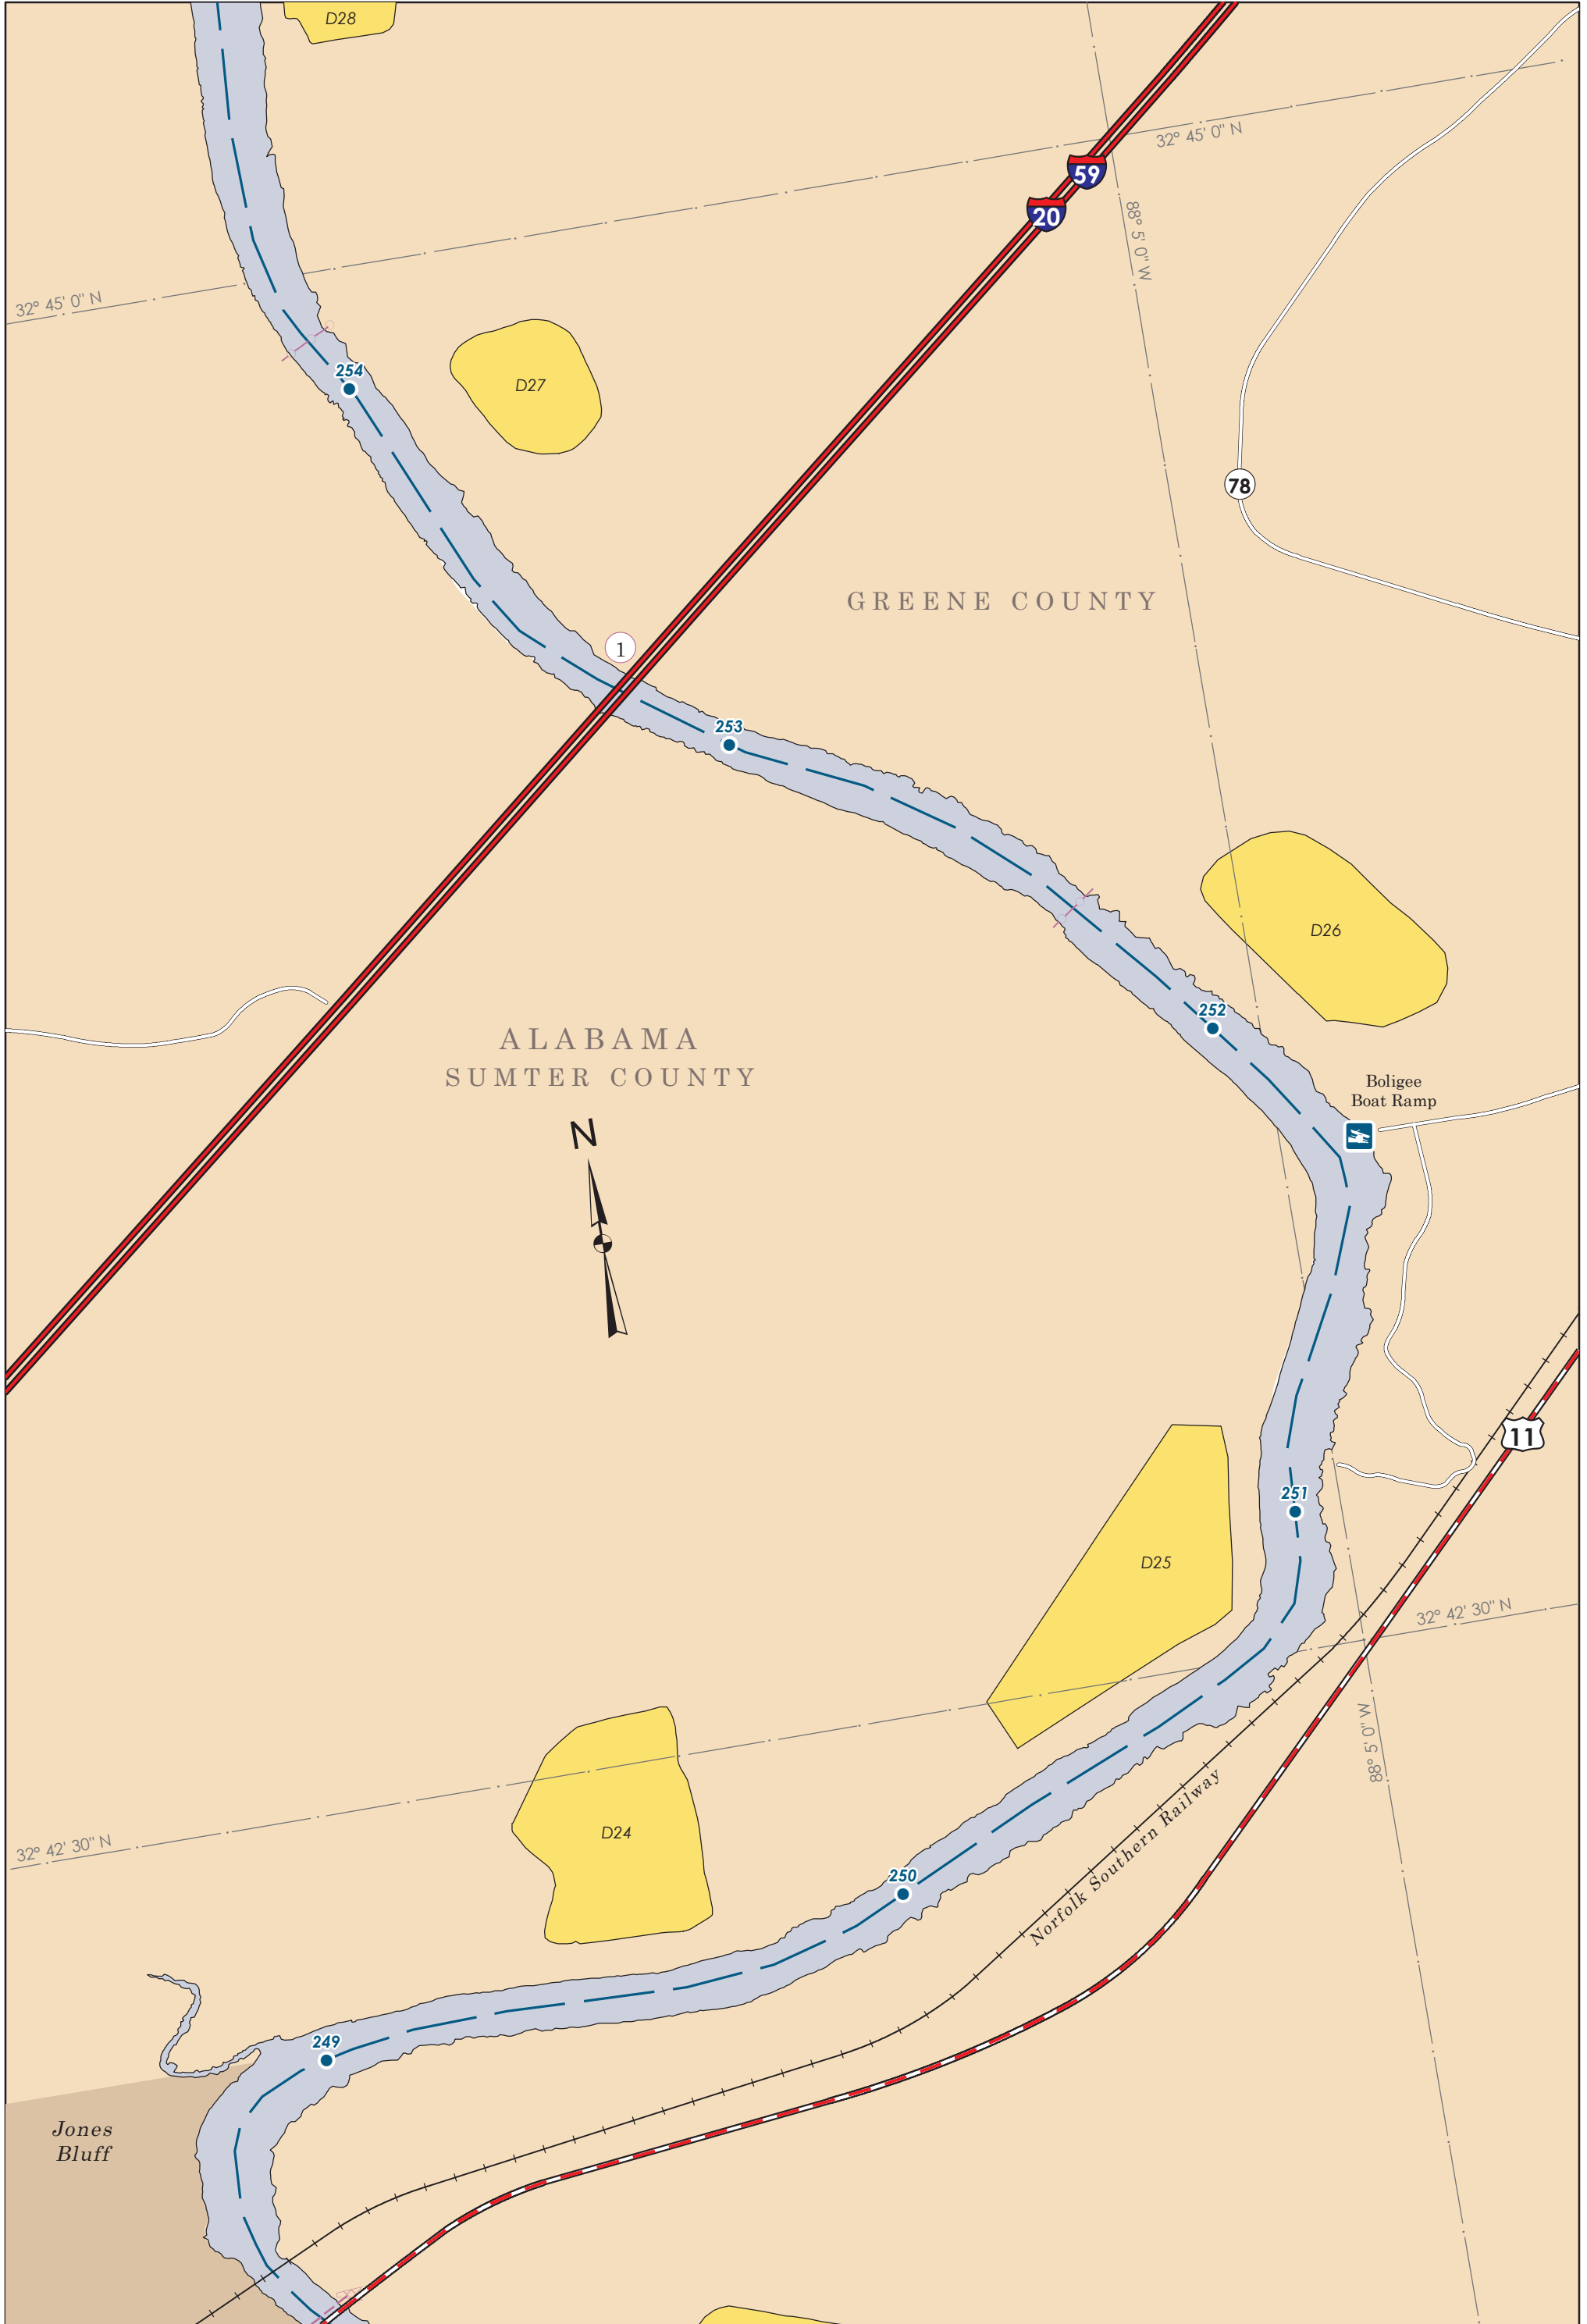 D28
32° 45' 0" N
59
20
88° 5' 0" W
32° 45' 0" N
254
D27
78
GREENE COUNTY
1
253
D26
252
ALABAMA
SUMTER COUNTY
Boligee
Boat Ramp
N
11
251
D25
32° 42' 30" N
88° 5' 0" W
Norfolk Southern Railway
D24
32° 42' 30" N
250
249
Jones
Bluff